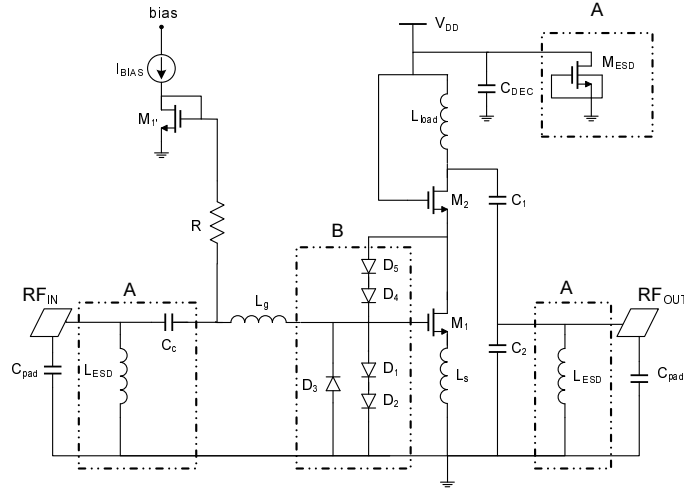 bias
A
V_DD
I_BIAS
M_ESD
C_DEC
M_1'
L_load
M_2
C_1
R
B
D_5
RF_IN
A
L_g
D_4
A
RF_OUT
M_1
C_c
C_2
C_pad
L_ESD
D_3
D_1
L_s
L_ESD
C_pad
D_2